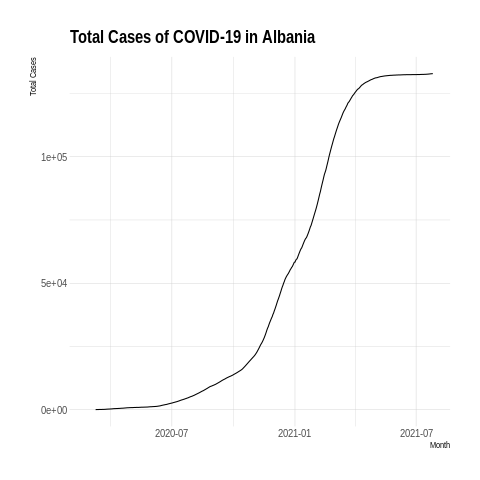 Total Cases of COVID-19 in Albania
Total Cases
1e+05
5e+04
0e+00
2020-07
2021-01
2021-07
Month